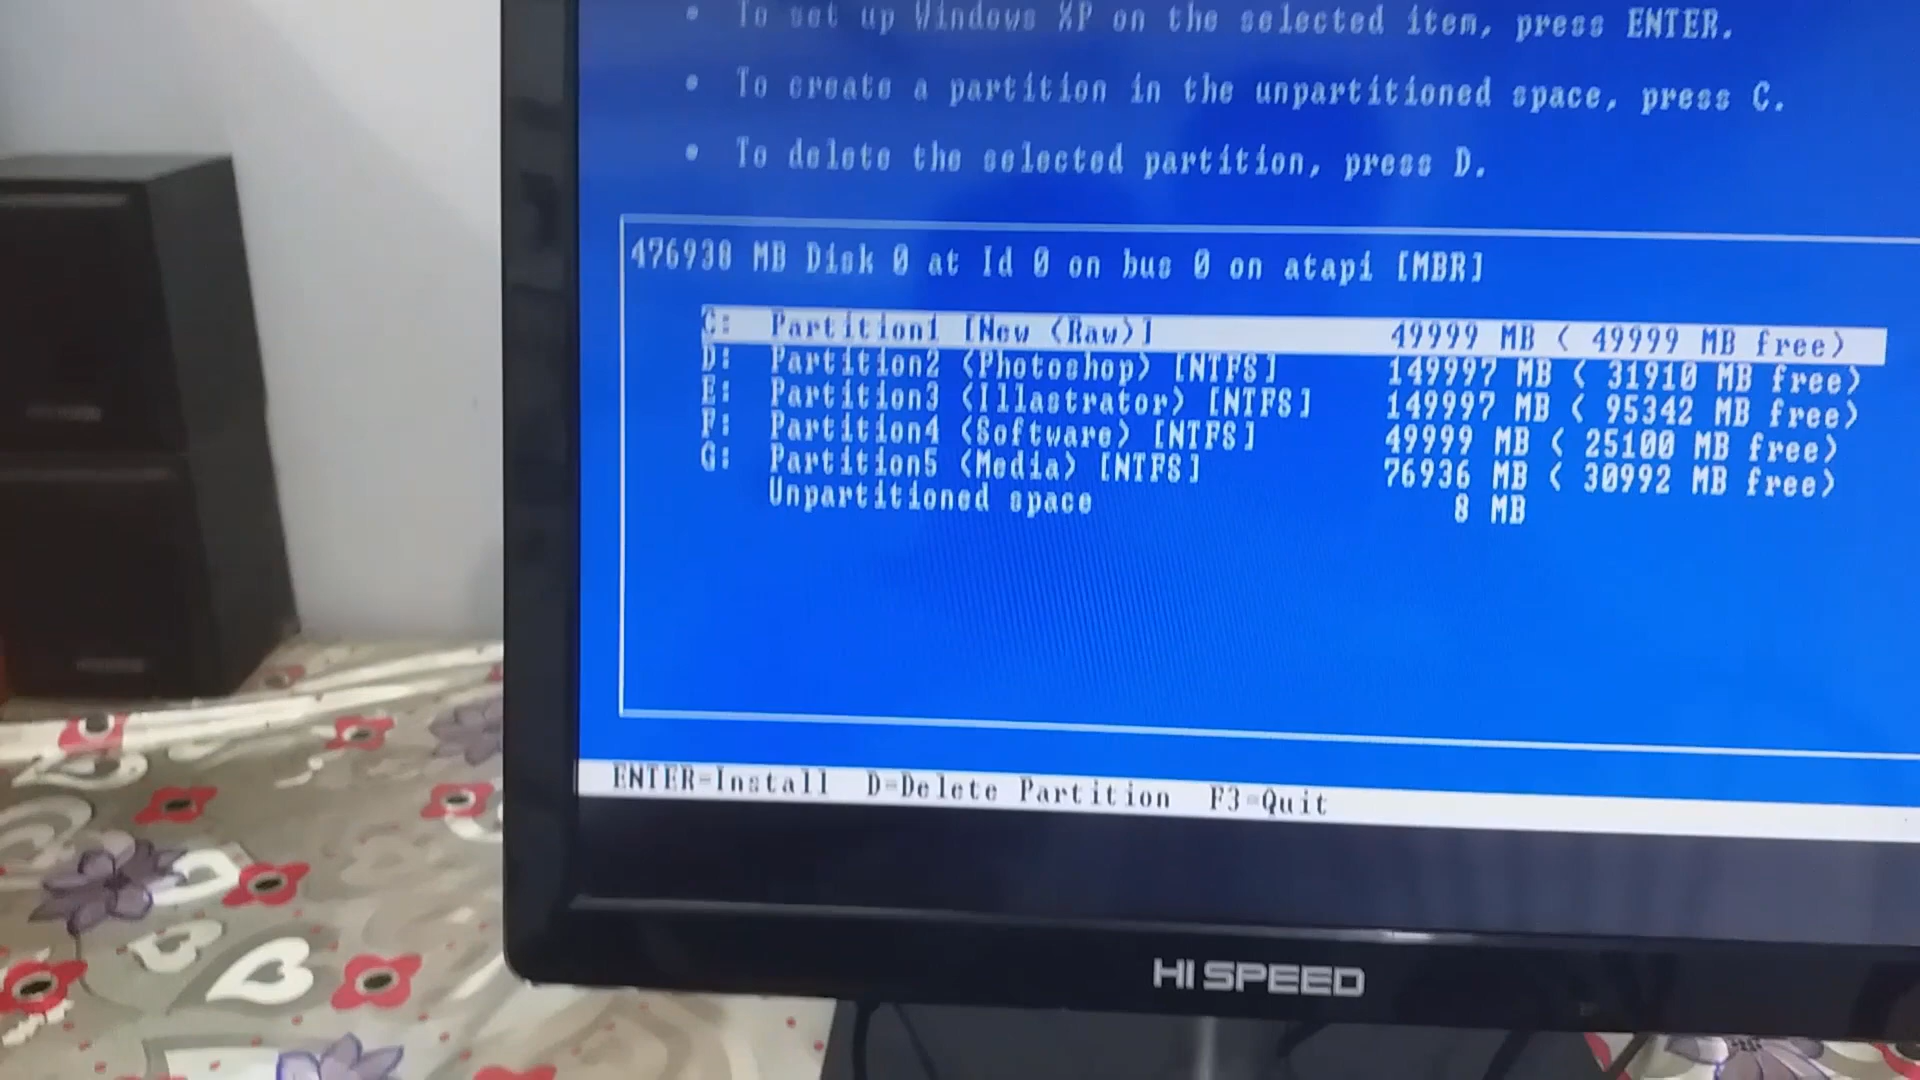 • To set up Windows XP on the selected item, press ENTER.
• To create a partition in the unpartitioned space, press C.
• To delete the selected partition, press D.
476938 MB Disk 0 at Id 0 on bus 0 on atapi [MBR]
C: Partition1 [New (Raw)] 49999 MB ( 49999 MB free)
D: Partition2 (Photoshop) [NTFS] 149997 MB ( 31910 MB free)
E: Partition3 (Illastrator) [NTFS] 149997 MB ( 95342 MB free)
F: Partition4 (Software) [NTFS] 49999 MB ( 25100 MB free)
G: Partition5 (Media) [NTFS] 76936 MB ( 30992 MB free)
Unpartitioned space 8 MB
ENTER=Install D=Delete Partition F3=Quit
HI SPEED